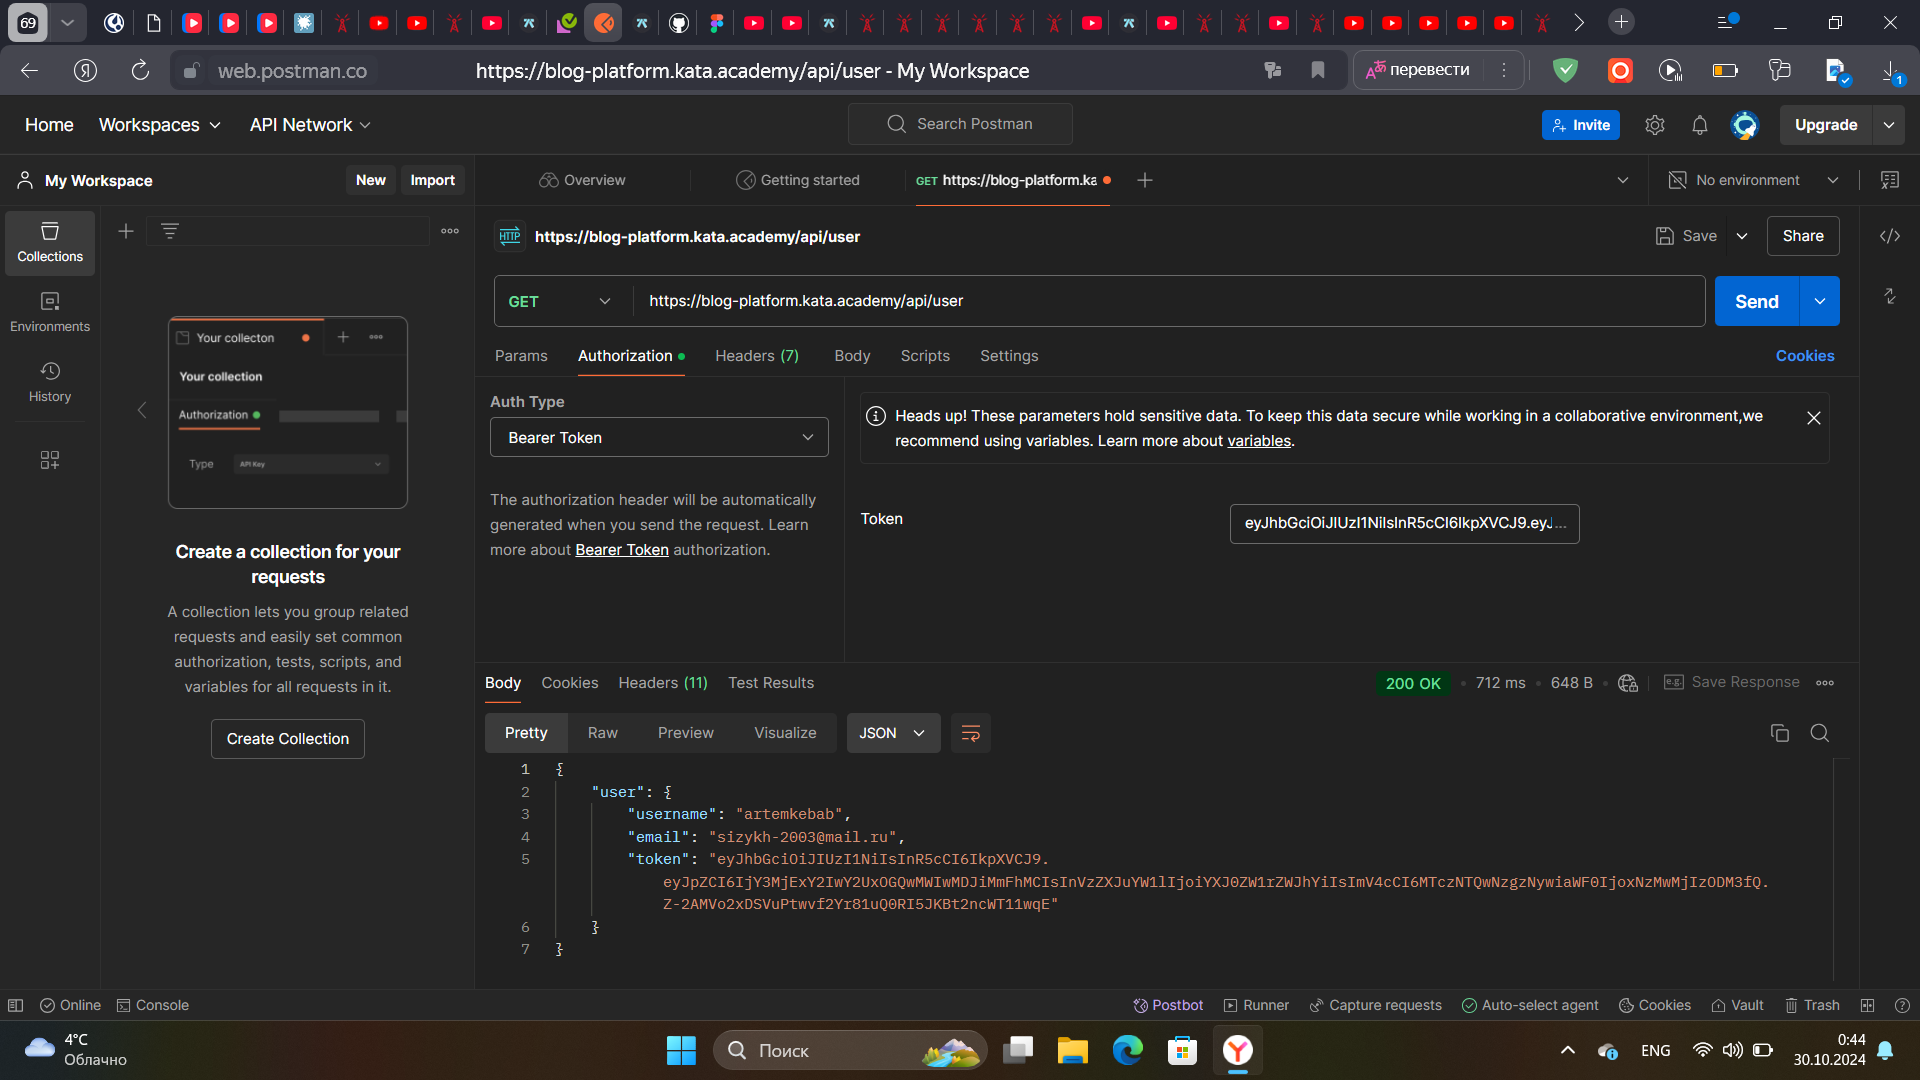 69
web.postman.co
https://blog-platform.kata.academy/api/user - My Workspace
перевести
1
Home
Workspaces
API Network
Search Postman
Invite
Upgrade
My Workspace
New
Import
Overview
Getting started
GET https://blog-platform.ka
No environment
Collections
Environments
History
Your collecton
Your collection
Authorization
Type
API Key
Create a collection for your
requests
A collection lets you group related
requests and easily set common
authorization, tests, scripts, and
variables for all requests in it.
Create Collection
HTTP
https://blog-platform.kata.academy/api/user
Save
Share
GET
https://blog-platform.kata.academy/api/user
Send
Params
Authorization
Headers (7)
Body
Scripts
Settings
Cookies
Auth Type
Bearer Token
The authorization header will be automatically
generated when you send the request. Learn
more about Bearer Token authorization.
Heads up! These parameters hold sensitive data. To keep this data secure while working in a collaborative environment,we
recommend using variables. Learn more about variables.
Token
eyJhbGciOiJIUzI1NiIsInR5cCI6IkpXVCJ9.eyJ...
Body
Cookies
Headers (11)
Test Results
200 OK
712 ms
648 B
e.g.
Save Response
Pretty
Raw
Preview
Visualize
JSON
1 {
2 "user": {
3 "username": "artemkebab",
4 "email": "sizykh-2003@mail.ru",
5 "token": "eyJhbGciOiJIUzI1NiIsInR5cCI6IkpXVCJ9.
eyJpZCI6IjY3MjExY2IwY2UxOGQwMWIwMDJiMmFhMCIsInVzZXJuYW1lIjoiYXJ0ZW1rZWJhYiIsImV4cCI6MTczNTQwNzgzNywiaWF0IjoxNzMwMjIzODM3fQ.
Z-2AMVo2xDSVuPtwvf2Yr81uQ0RI5JKBt2ncWT11wqE"
6 }
7 }
Online
Console
Postbot
Runner
Capture requests
Auto-select agent
Cookies
Vault
Trash
4°C
Облачно
Поиск
ENG
0:44
30.10.2024